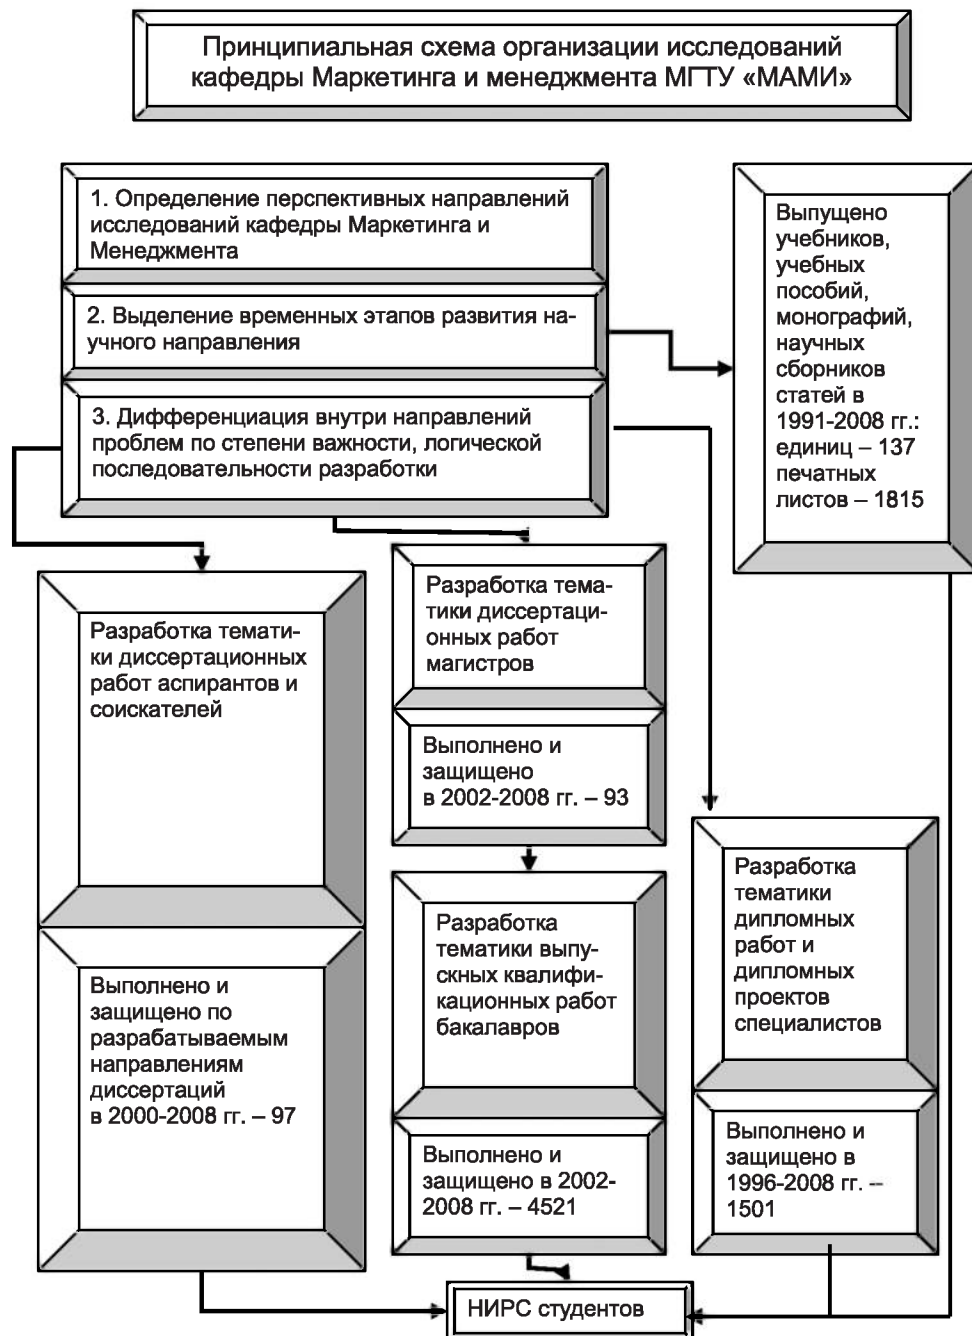 Принципиальная схема организации исследований
кафедры Маркетинга и менеджмента МГТУ «МАМИ»
1. Определение перспективных направлений
исследований кафедры Маркетинга и
Менеджмента
2. Выделение временных этапов развития на-
учного направления
3. Дифференциация внутри направлений
проблем по степени важности, логической
последовательности разработки
Выпущено
учебников,
учебных
пособий,
монографий,
научных
сборников
статей в
1991-2008 гг.:
единиц – 137
печатных
листов – 1815
Разработка темати-
ки диссертационных
работ аспирантов и
соискателей
Выполнено и
защищено по
разрабатываемым
направлениям
диссертаций
в 2000-2008 гг. – 97
Разработка тема-
тики диссертаци-
онных работ
магистров
Выполнено и
защищено
в 2002-2008 гг. – 93
Разработка
тематики выпу-
скных квалифи-
кационных работ
бакалавров
Выполнено и
защищено в 2002-
2008 гг. – 4521
Разработка
тематики
дипломных
работ и
дипломных
проектов
специалистов
Выполнено и
защищено в
1996-2008 гг. –
1501
НИРС студентов